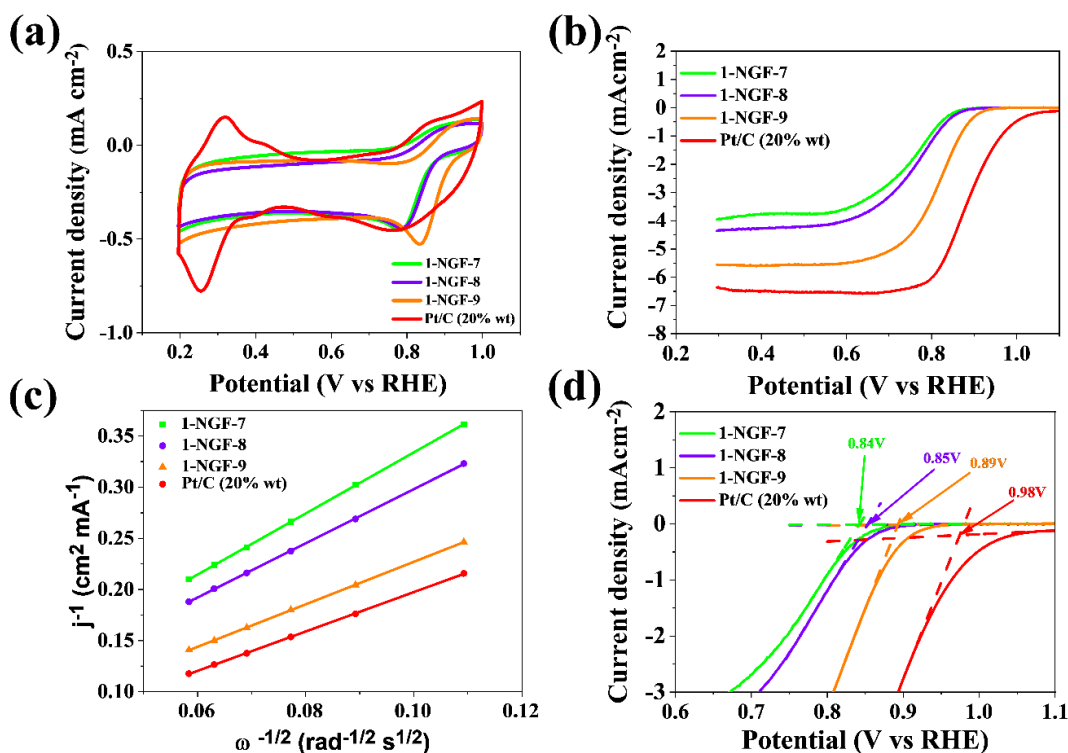 (a)
Current density (mA cm-2)
0.5
0.0
-0.5
-1.0
1-NGF-7
1-NGF-8
1-NGF-9
Pt/C (20% wt)
0.2 0.4 0.6 0.8 1.0
Potential (V vs RHE)
(b)
Current density (mAcm-2)
2
1
0
-1
-2
-3
-4
-5
-6
-7
-8
1-NGF-7
1-NGF-8
1-NGF-9
Pt/C (20% wt)
0.2 0.4 0.6 0.8 1.0
Potential (V vs RHE)
(c)
j-1 (cm2 mA-1)
0.35
0.30
0.25
0.20
0.15
0.10
1-NGF-7
1-NGF-8
1-NGF-9
Pt/C (20% wt)
0.06 0.08 0.10 0.12
ω -1/2 (rad-1/2 s1/2)
(d)
Current density (mAcm-2)
2
1
0
-1
-2
-3
1-NGF-7
1-NGF-8
1-NGF-9
Pt/C (20% wt)
0.84V
0.85V
0.89V
0.98V
0.6 0.7 0.8 0.9 1.0 1.1
Potential (V vs RHE)